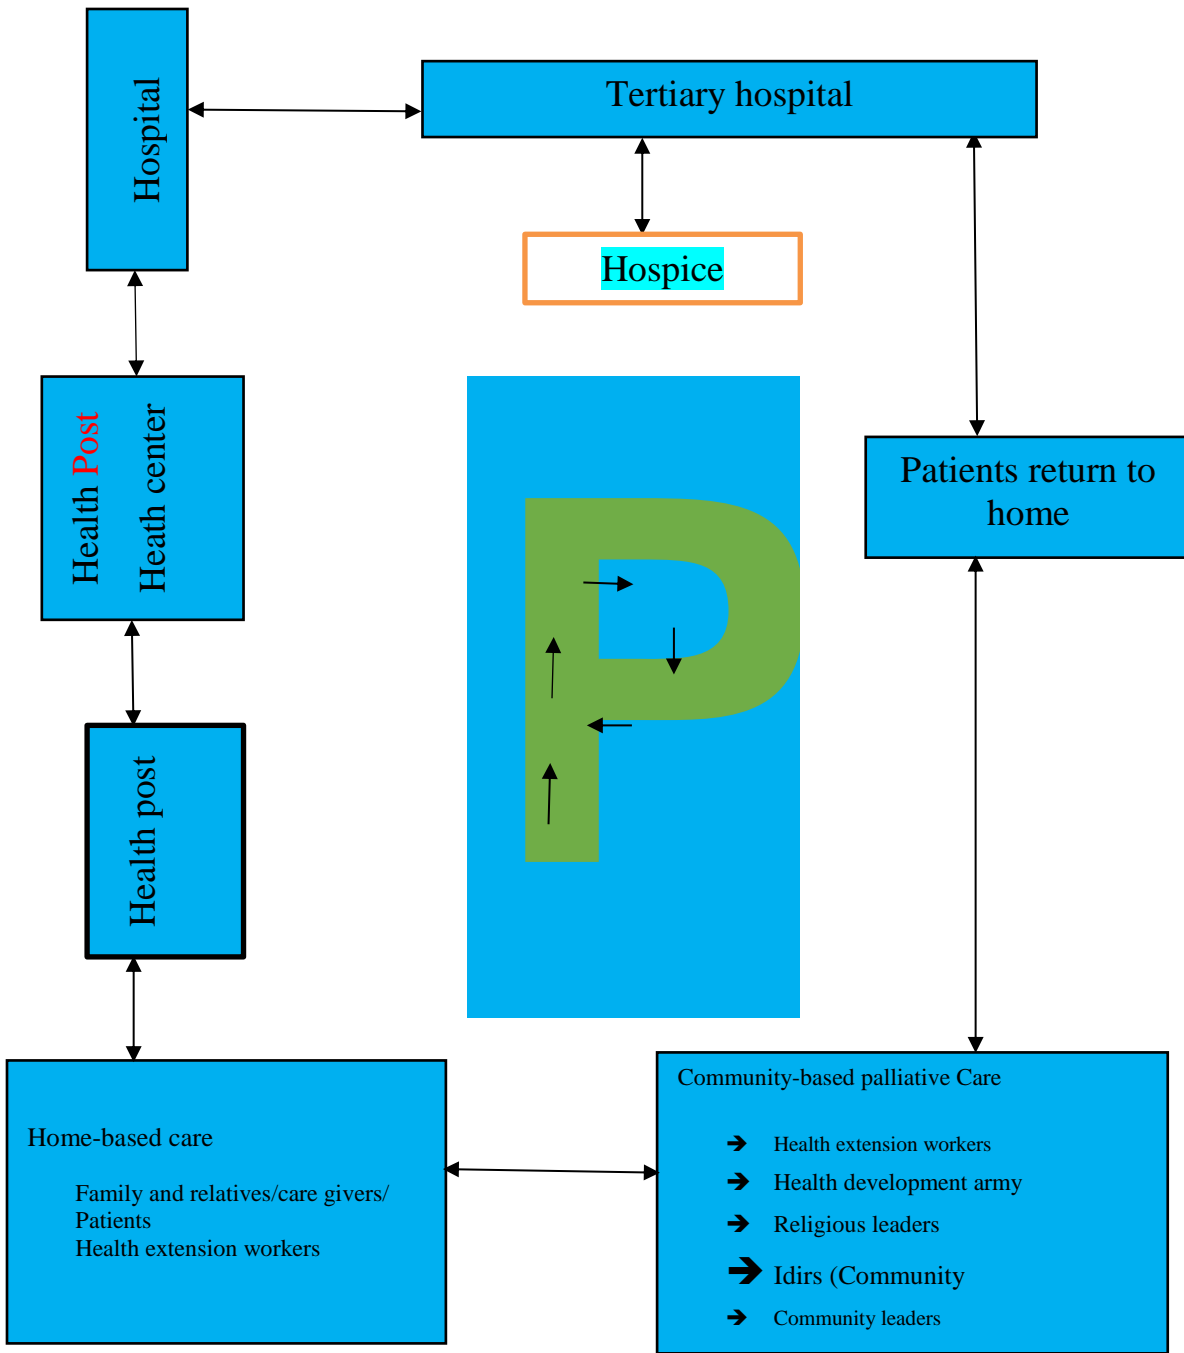 Hospital
Tertiary hospital
Hospice
Health Post
Heath center
Patients return to
home
P
Health post
Home-based care
Family and relatives/care givers/
Patients
Health extension workers
Community-based palliative Care
Health extension workers
Health development army
Religious leaders
Idirs (Community
Community leaders